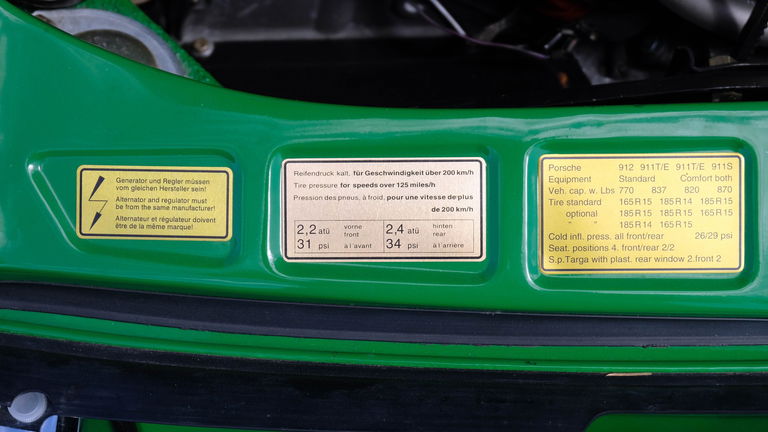 Generator und Regler müssen
vom gleichen Hersteller sein!
Alternator and regulator must
be from the same manufacturer!
Alternateur et régulateur doivent
être de la même marque!
Reifendruck kalt, für Geschwindigkeit über 200 km/h
Tire pressure for speeds over 125 miles/h
Pression des pneus, à froid, pour une vitesse de plus
de 200 km/h
2,2 atü vorne 2,4 atü hinten
31 psi front 34 psi rear
à l'avant à l'arrière
Porsche 912 911T/E 911T/E 911S
Equipment Standard Comfort both
Veh. cap. w. Lbs 770 837 820 870
Tire standard 165R15 185R14 185R15
optional 185R15 185R15 165R15
" " 185R14 165R15
Cold infl. press. all front/rear 26/29 psi
Seat. positions 4. front/rear 2/2
S.p.Targa with plast. rear window 2.front 2